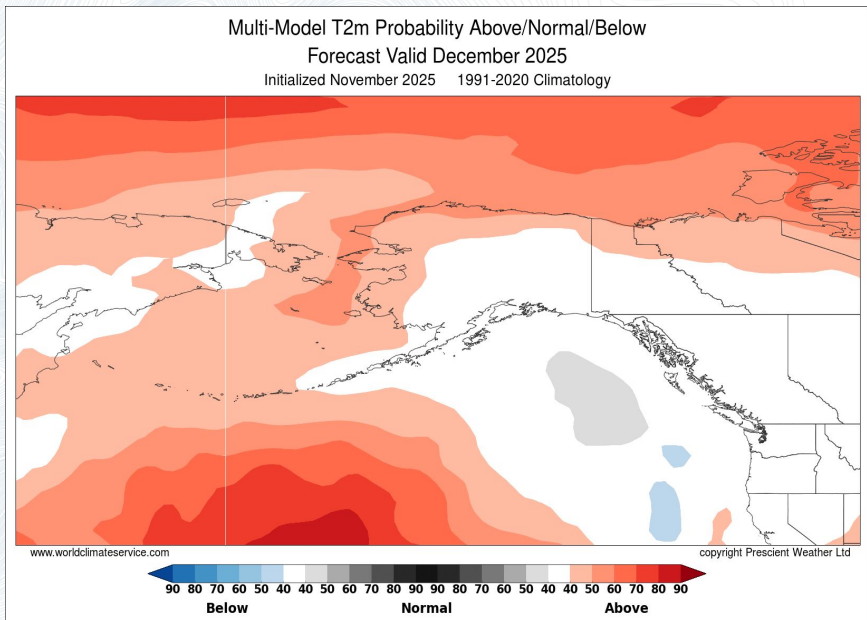 Multi-Model T2m Probability Above/Normal/Below
Forecast Valid December 2025
Initialized November 2025 1991-2020 Climatology
www.worldclimateservice.com copyright Prescient Weather Ltd
90 80 70 60 50 40 40 50 60 70 80 90 90 80 70 60 50 40 40 50 60 70 80 90
Below Normal Above